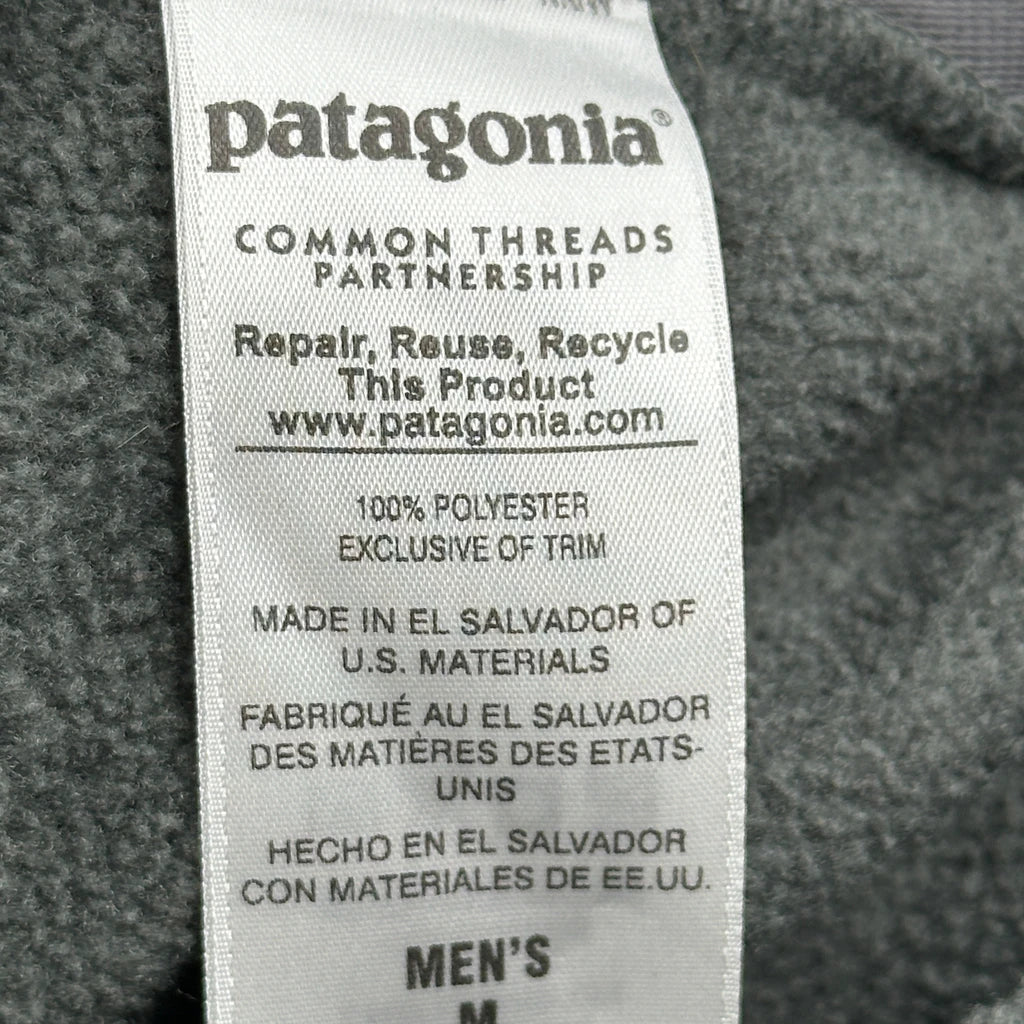 patagonia®
COMMON THREADS
PARTNERSHIP
Repair, Reuse, Recycle
This Product
www.patagonia.com
100% POLYESTER
EXCLUSIVE OF TRIM
MADE IN EL SALVADOR OF
U.S. MATERIALS
FABRIQUÉ AU EL SALVADOR
DES MATIÈRES DES ETATS-
UNIS
HECHO EN EL SALVADOR
CON MATERIALES DE EE.UU.
MEN'S
M